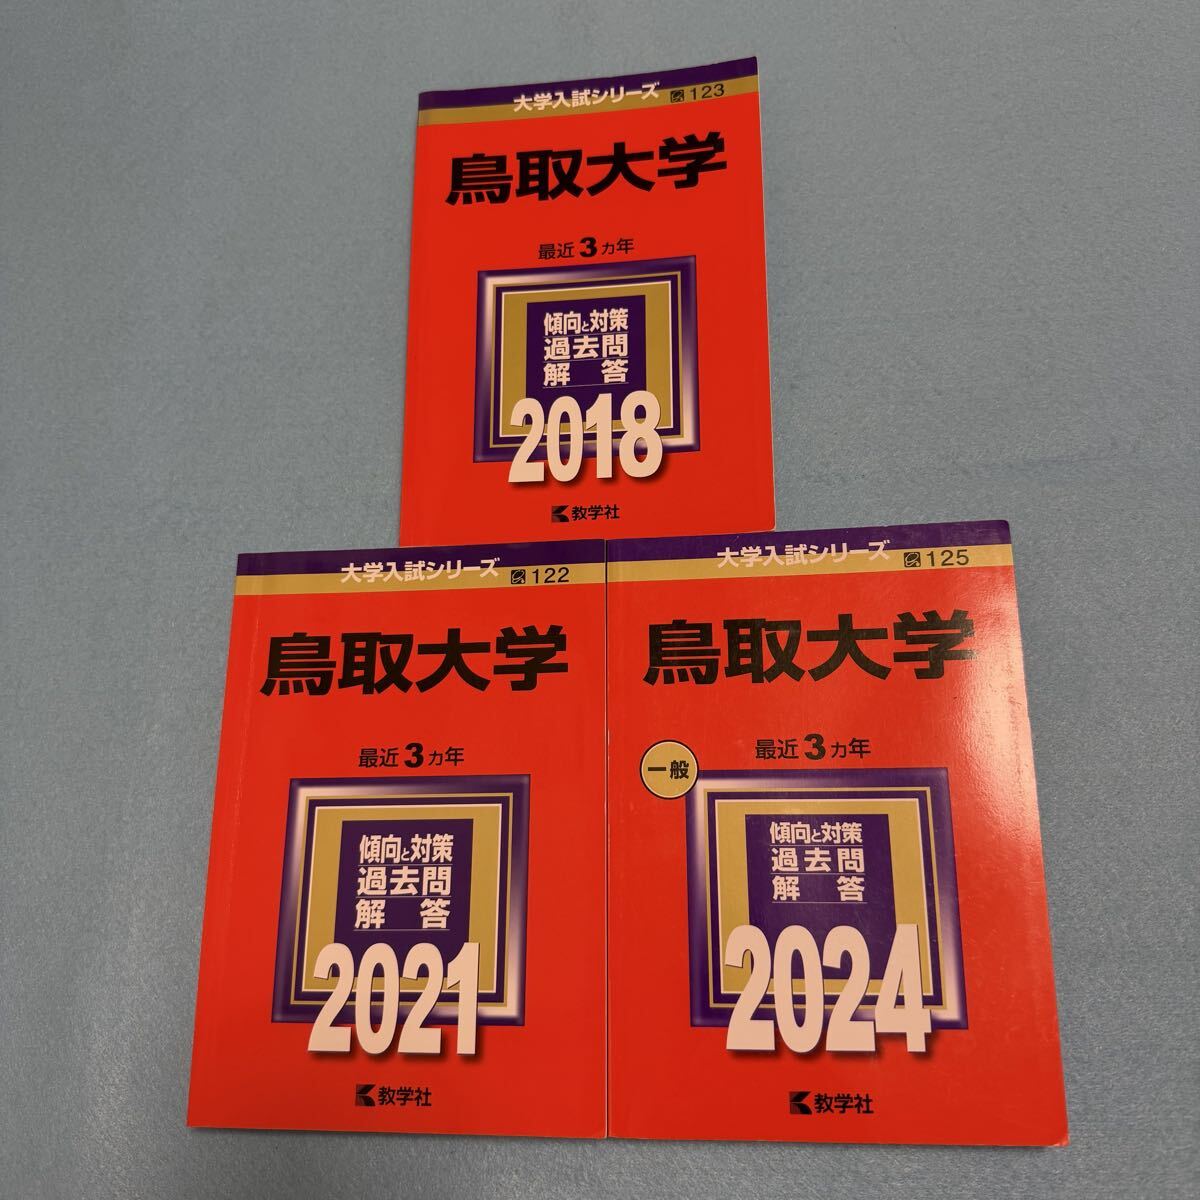 大学入試シリーズ 123
鳥取大学
最近3ヵ年
傾向と対策
過去問
解答
2018
教学社
大学入試シリーズ 122
鳥取大学
最近3ヵ年
傾向と対策
過去問
解答
2021
教学社
大学入試シリーズ 125
鳥取大学
最近3ヵ年
一般
傾向と対策
過去問
解答
2024
教学社